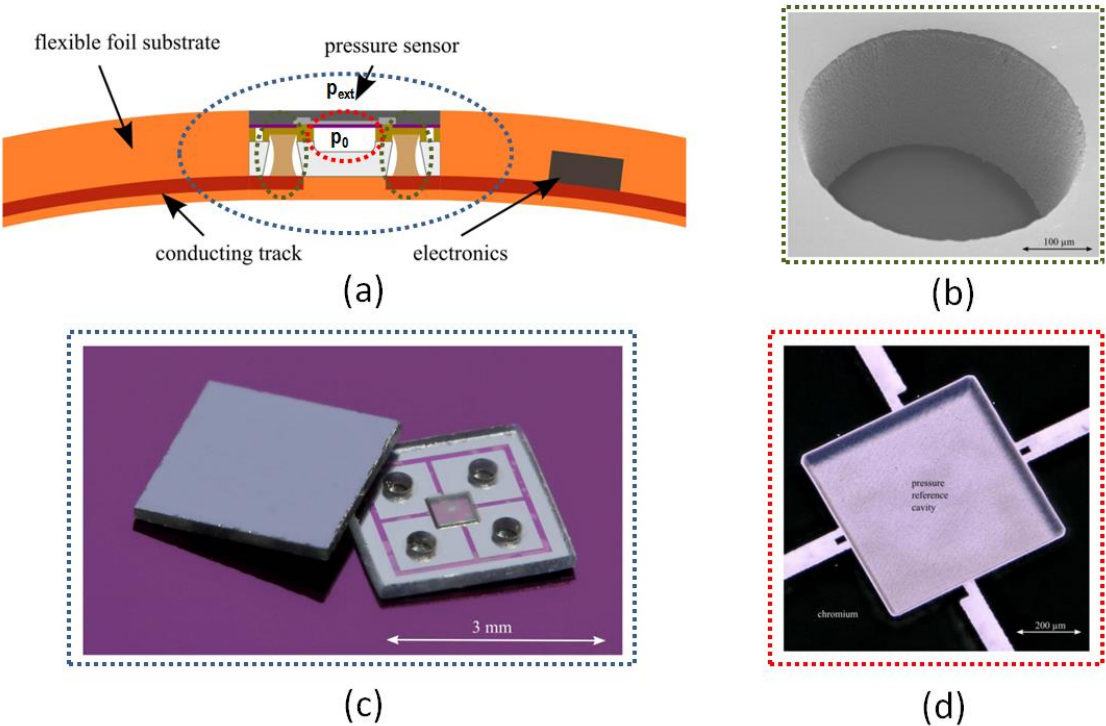 flexible foil substrate
pressure sensor
pext
p0
conducting track
electronics
(a)
100 µm
(b)
3 mm
(c)
pressure
reference
cavity
chromium
200 µm
(d)